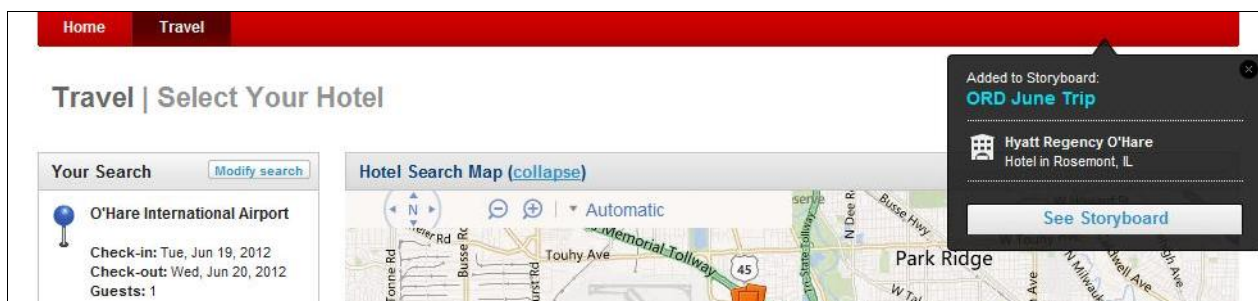 Home Travel
Added to Storyboard:
ORD June Trip
Travel | Select Your Hotel
Hyatt Regency O'Hare
Hotel in Rosemont, IL
See Storyboard
Your Search Modify search
Hotel Search Map (collapse)
O'Hare International Airport
Check-in: Tue, Jun 19, 2012
Check-out: Wed, Jun 20, 2012
Guests: 1
N
Automatic
N Dee R
Busse Hwy
Busse Rd
Tonne Rd
Touhy Ave
Memorial Tollway
45
Park Ridge